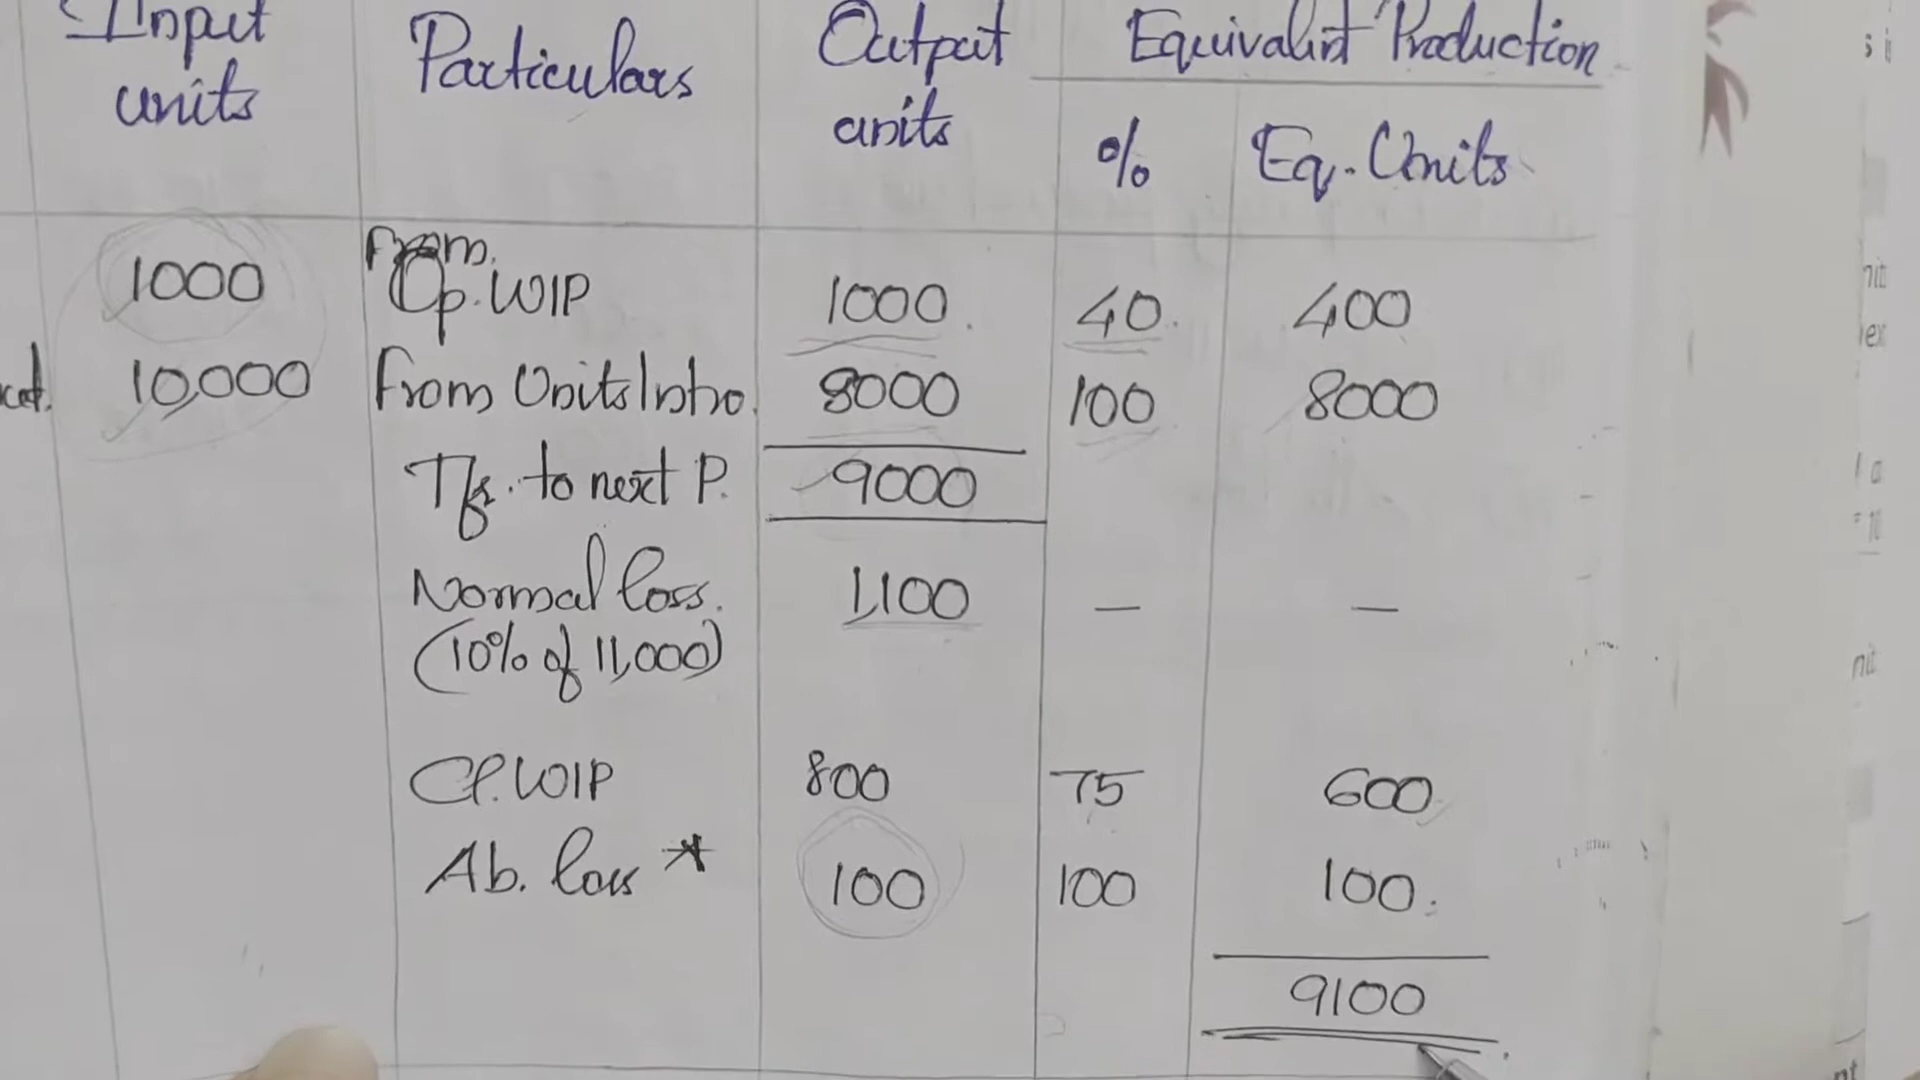 Input units Particulars Output units Equivalent Production
% Eq. Units
1000 From Op. WIP 1000 40 400
10,000 From Units Intro. 8000 100 8000
Tfr. to next P. 9000
Normal loss. 1,100 — —
(10% of 11,000)
Cl. WIP 800 75 600
Ab. loss * 100 100 100
9100